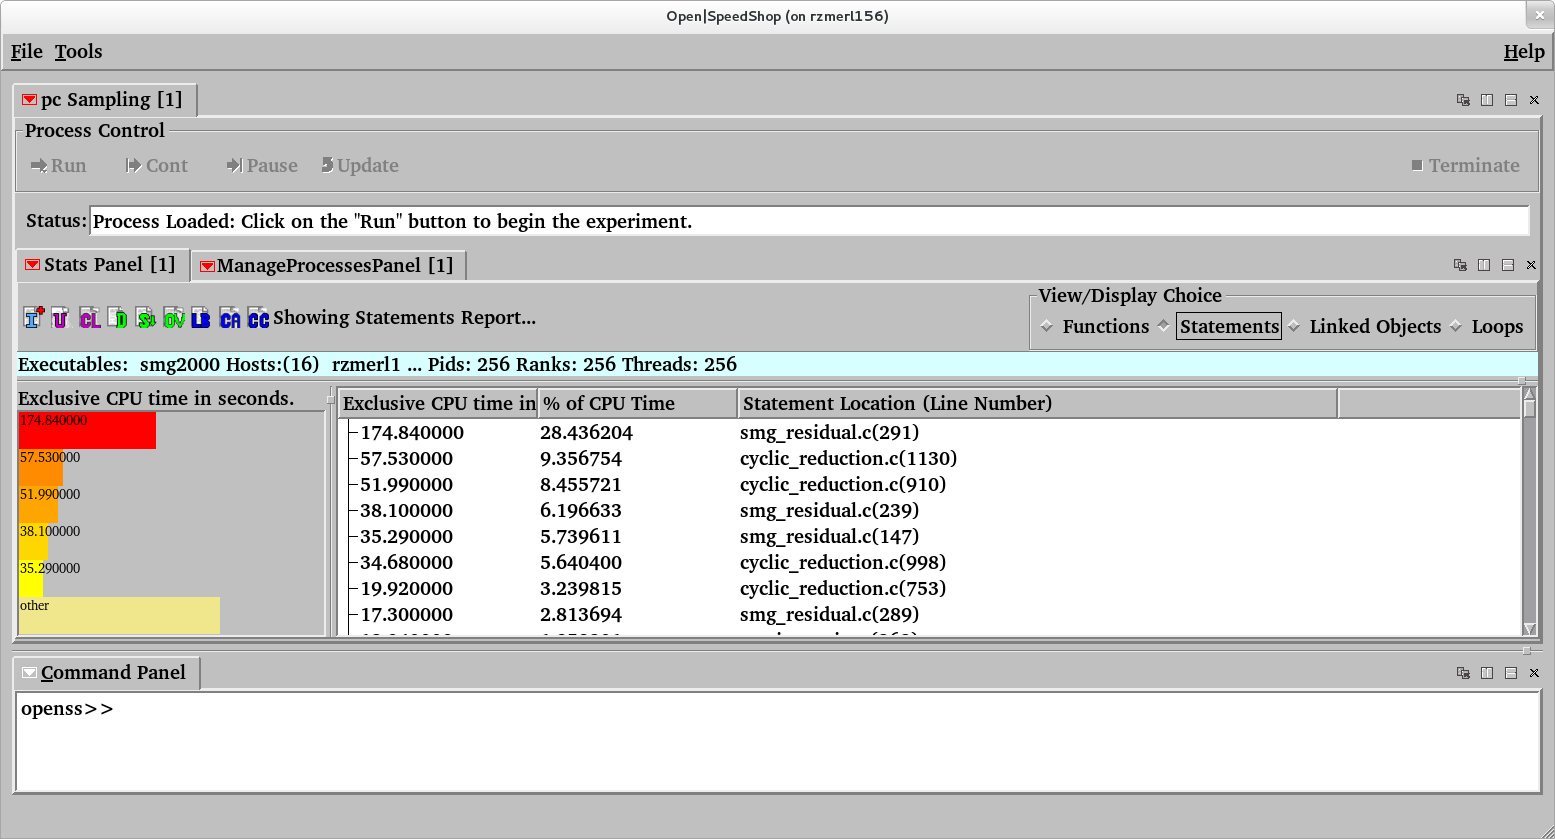 Open|SpeedShop (on rzmerl156)
File Tools Help
pc Sampling [1]
Process Control
Run Cont Pause Update Terminate
Status: Process Loaded: Click on the "Run" button to begin the experiment.
Stats Panel [1] ManageProcessesPanel [1]
View/Display Choice
I+ U CL D S↓ OV LB CA CC Showing Statements Report...
Functions Statements Linked Objects Loops
Executables: smg2000 Hosts:(16) rzmerl1 ... Pids: 256 Ranks: 256 Threads: 256
Exclusive CPU time in seconds.
174.840000
57.530000
51.990000
38.100000
35.290000
other
Exclusive CPU time in % of CPU Time Statement Location (Line Number)
174.840000 28.436204 smg_residual.c(291)
57.530000 9.356754 cyclic_reduction.c(1130)
51.990000 8.455721 cyclic_reduction.c(910)
38.100000 6.196633 smg_residual.c(239)
35.290000 5.739611 smg_residual.c(147)
34.680000 5.640400 cyclic_reduction.c(998)
19.920000 3.239815 cyclic_reduction.c(753)
17.300000 2.813694 smg_residual.c(289)
Command Panel
openss>>